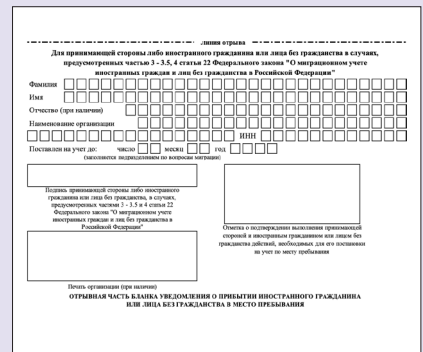 линия отрыва
Для принимающей стороны либо иностранного гражданина или лица без гражданства в случаях,
предусмотренных частью 3 - 3.5, 4 статьи 22 Федерального закона "О миграционном учете
иностранных граждан и лиц без гражданства в Российской Федерации"
Фамилия
Имя
Отчество (при наличии)
Наименование организации
ИНН
Поставлен на учет до: число месяц год
(заполняется подразделением по вопросам миграции)
Подпись принимающей стороны либо иностранного
гражданина или лица без гражданства, в случаях,
предусмотренных частями 3 - 3.5 и 4 статьи 22
Федерального закона "О миграционном учете
иностранных граждан и лиц без гражданства в
Российской Федерации"
Отметка о подтверждении выполнения принимающей
стороной и иностранным гражданином или лицом без
гражданства действий, необходимых для его постановки
на учет по месту пребывания
Печать организации (при наличии)
ОТРЫВНАЯ ЧАСТЬ БЛАНКА УВЕДОМЛЕНИЯ О ПРИБЫТИИ ИНОСТРАННОГО ГРАЖДАНИНА
ИЛИ ЛИЦА БЕЗ ГРАЖДАНСТВА В МЕСТО ПРЕБЫВАНИЯ